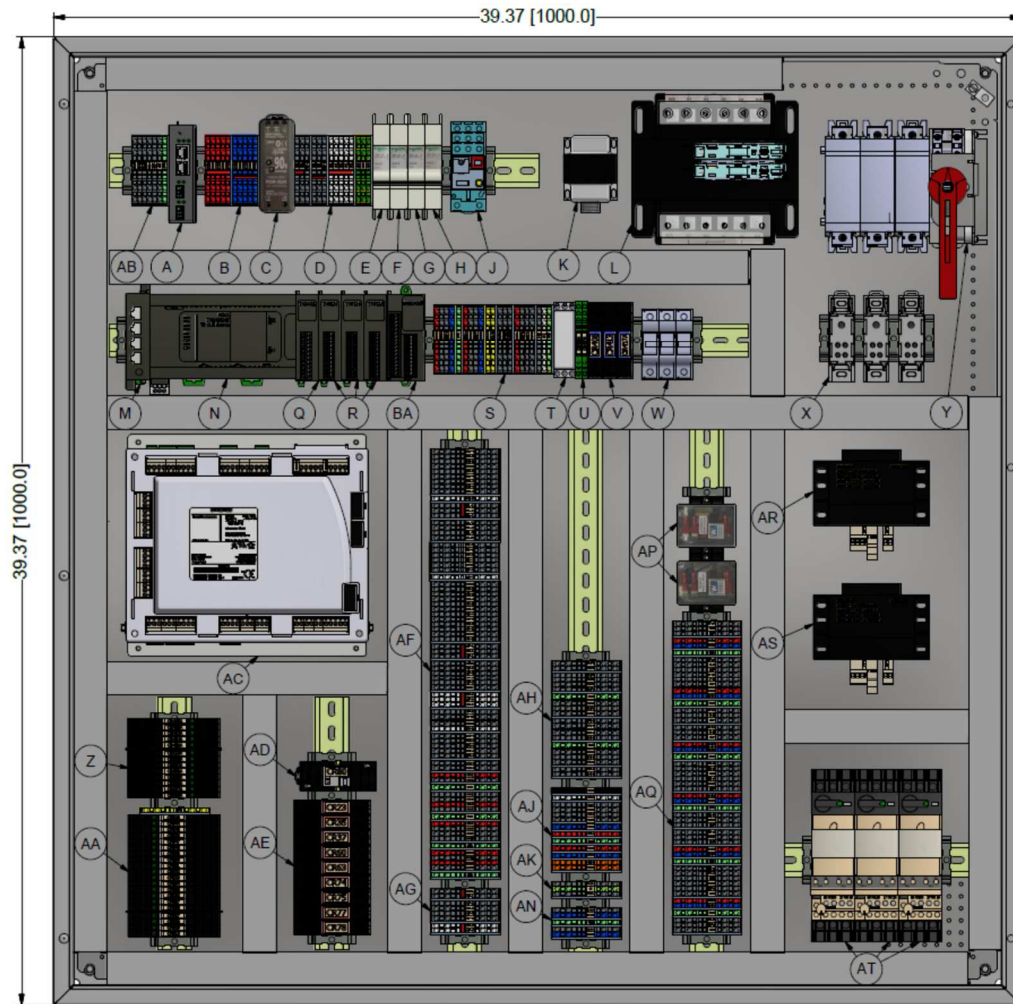 39.37 [1000.0]
39.37 [1000.0]
AB
A
B
C
D
E
F
G
H
J
K
L
M
N
Q
R
BA
S
T
U
V
W
X
Y
AC
AF
AP
AR
AS
AH
Z
AD
AA
AE
AJ
AQ
AK
AG
AN
AT